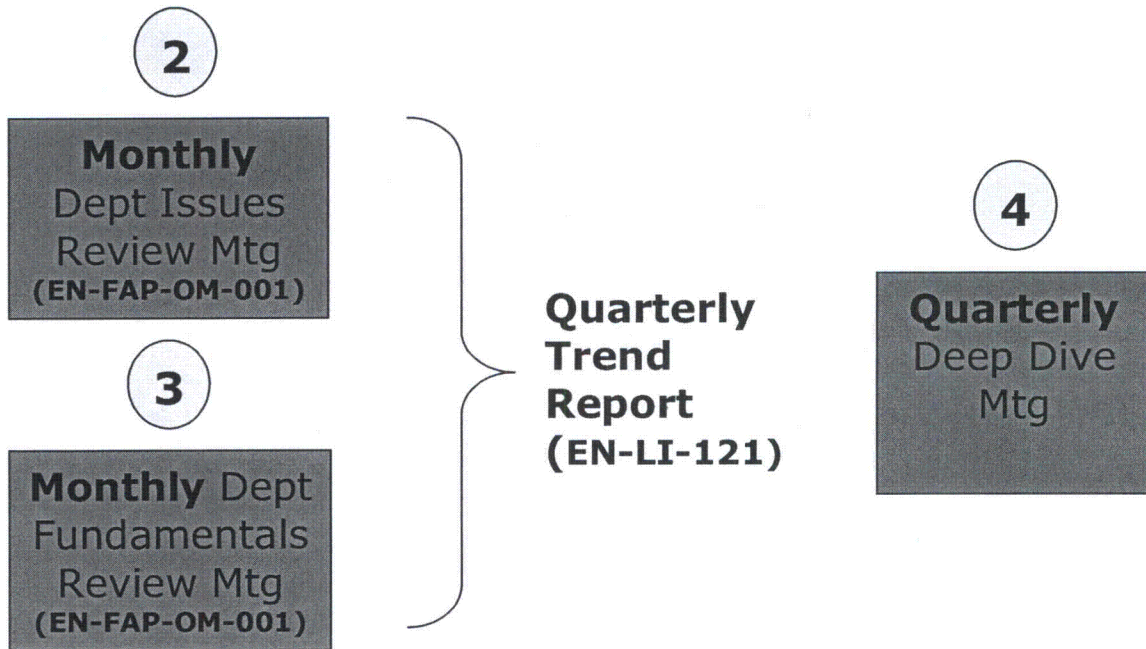 2
Monthly
Dept Issues
Review Mtg
(EN-FAP-OM-001)
3
Monthly Dept
Fundamentals
Review Mtg
(EN-FAP-OM-001)
Quarterly
Trend
Report
(EN-LI-121)
4
Quarterly
Deep Dive
Mtg